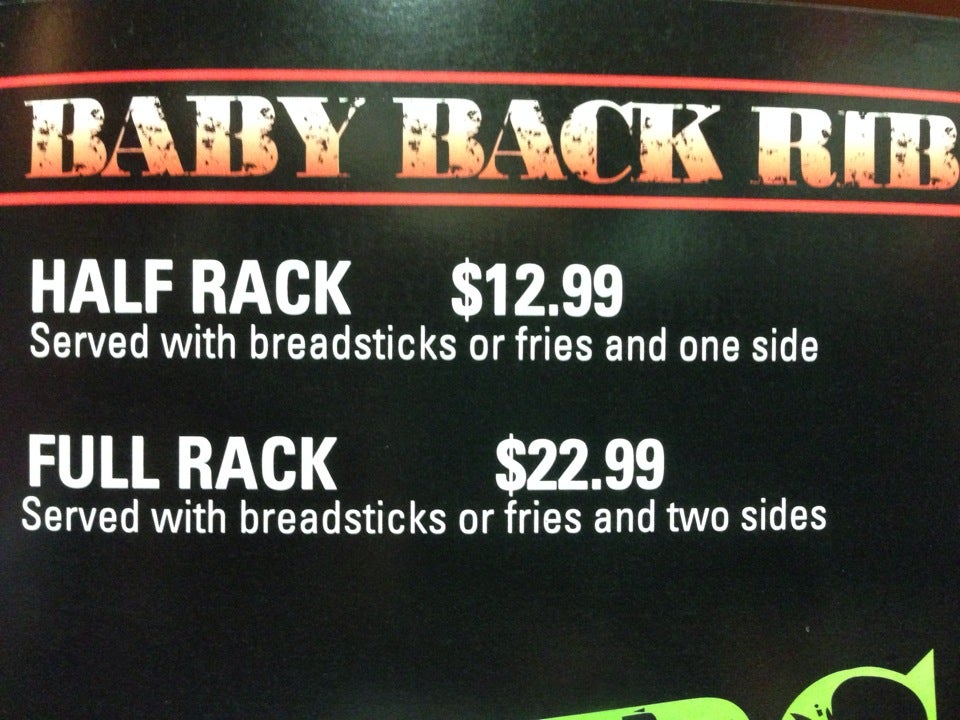 BABY BACK RIB
HALF RACK $12.99
Served with breadsticks or fries and one side
FULL RACK $22.99
Served with breadsticks or fries and two sides